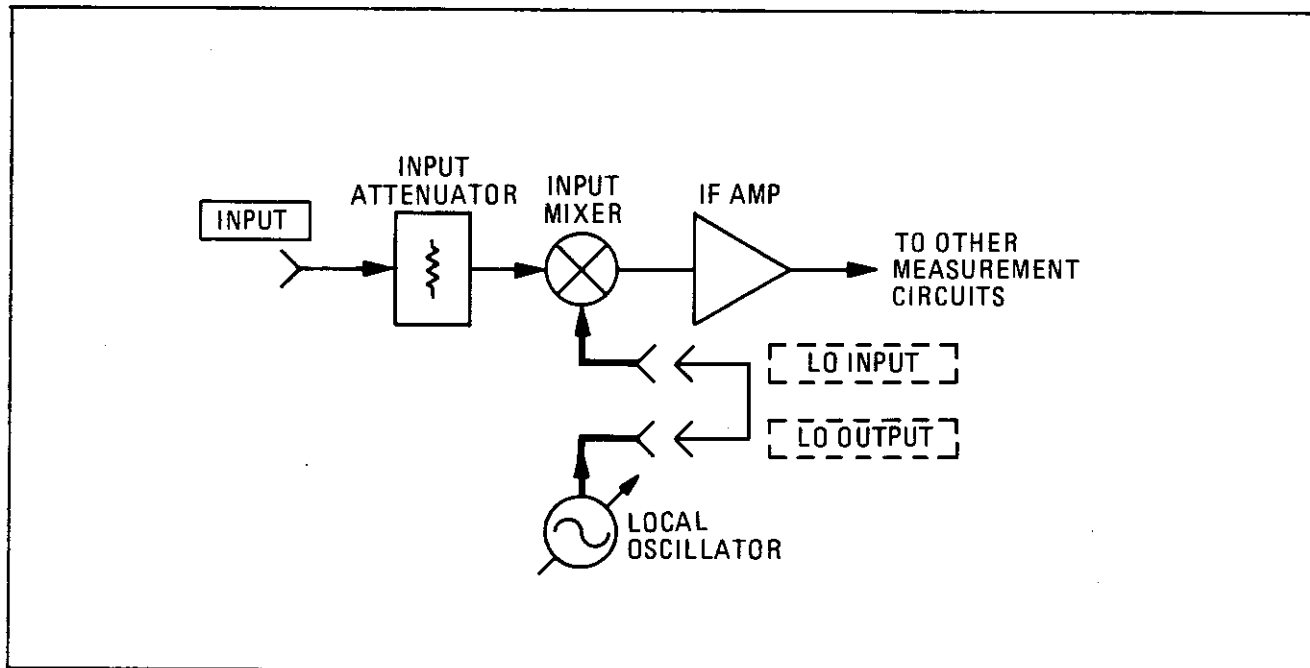 INPUT
INPUT
ATTENUATOR
INPUT
MIXER
IF AMP
TO OTHER
MEASUREMENT
CIRCUITS
LO INPUT
LO OUTPUT
LOCAL
OSCILLATOR